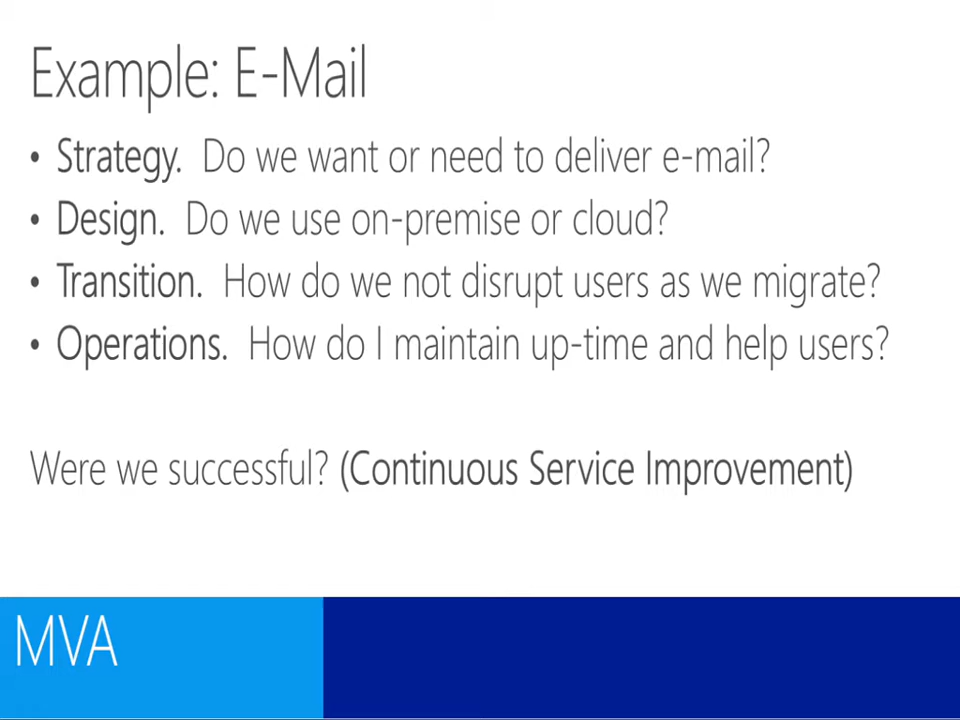 Example: E-Mail
• Strategy. Do we want or need to deliver e-mail?
• Design. Do we use on-premise or cloud?
• Transition. How do we not disrupt users as we migrate?
• Operations. How do I maintain up-time and help users?
Were we successful? (Continuous Service Improvement)
MVA